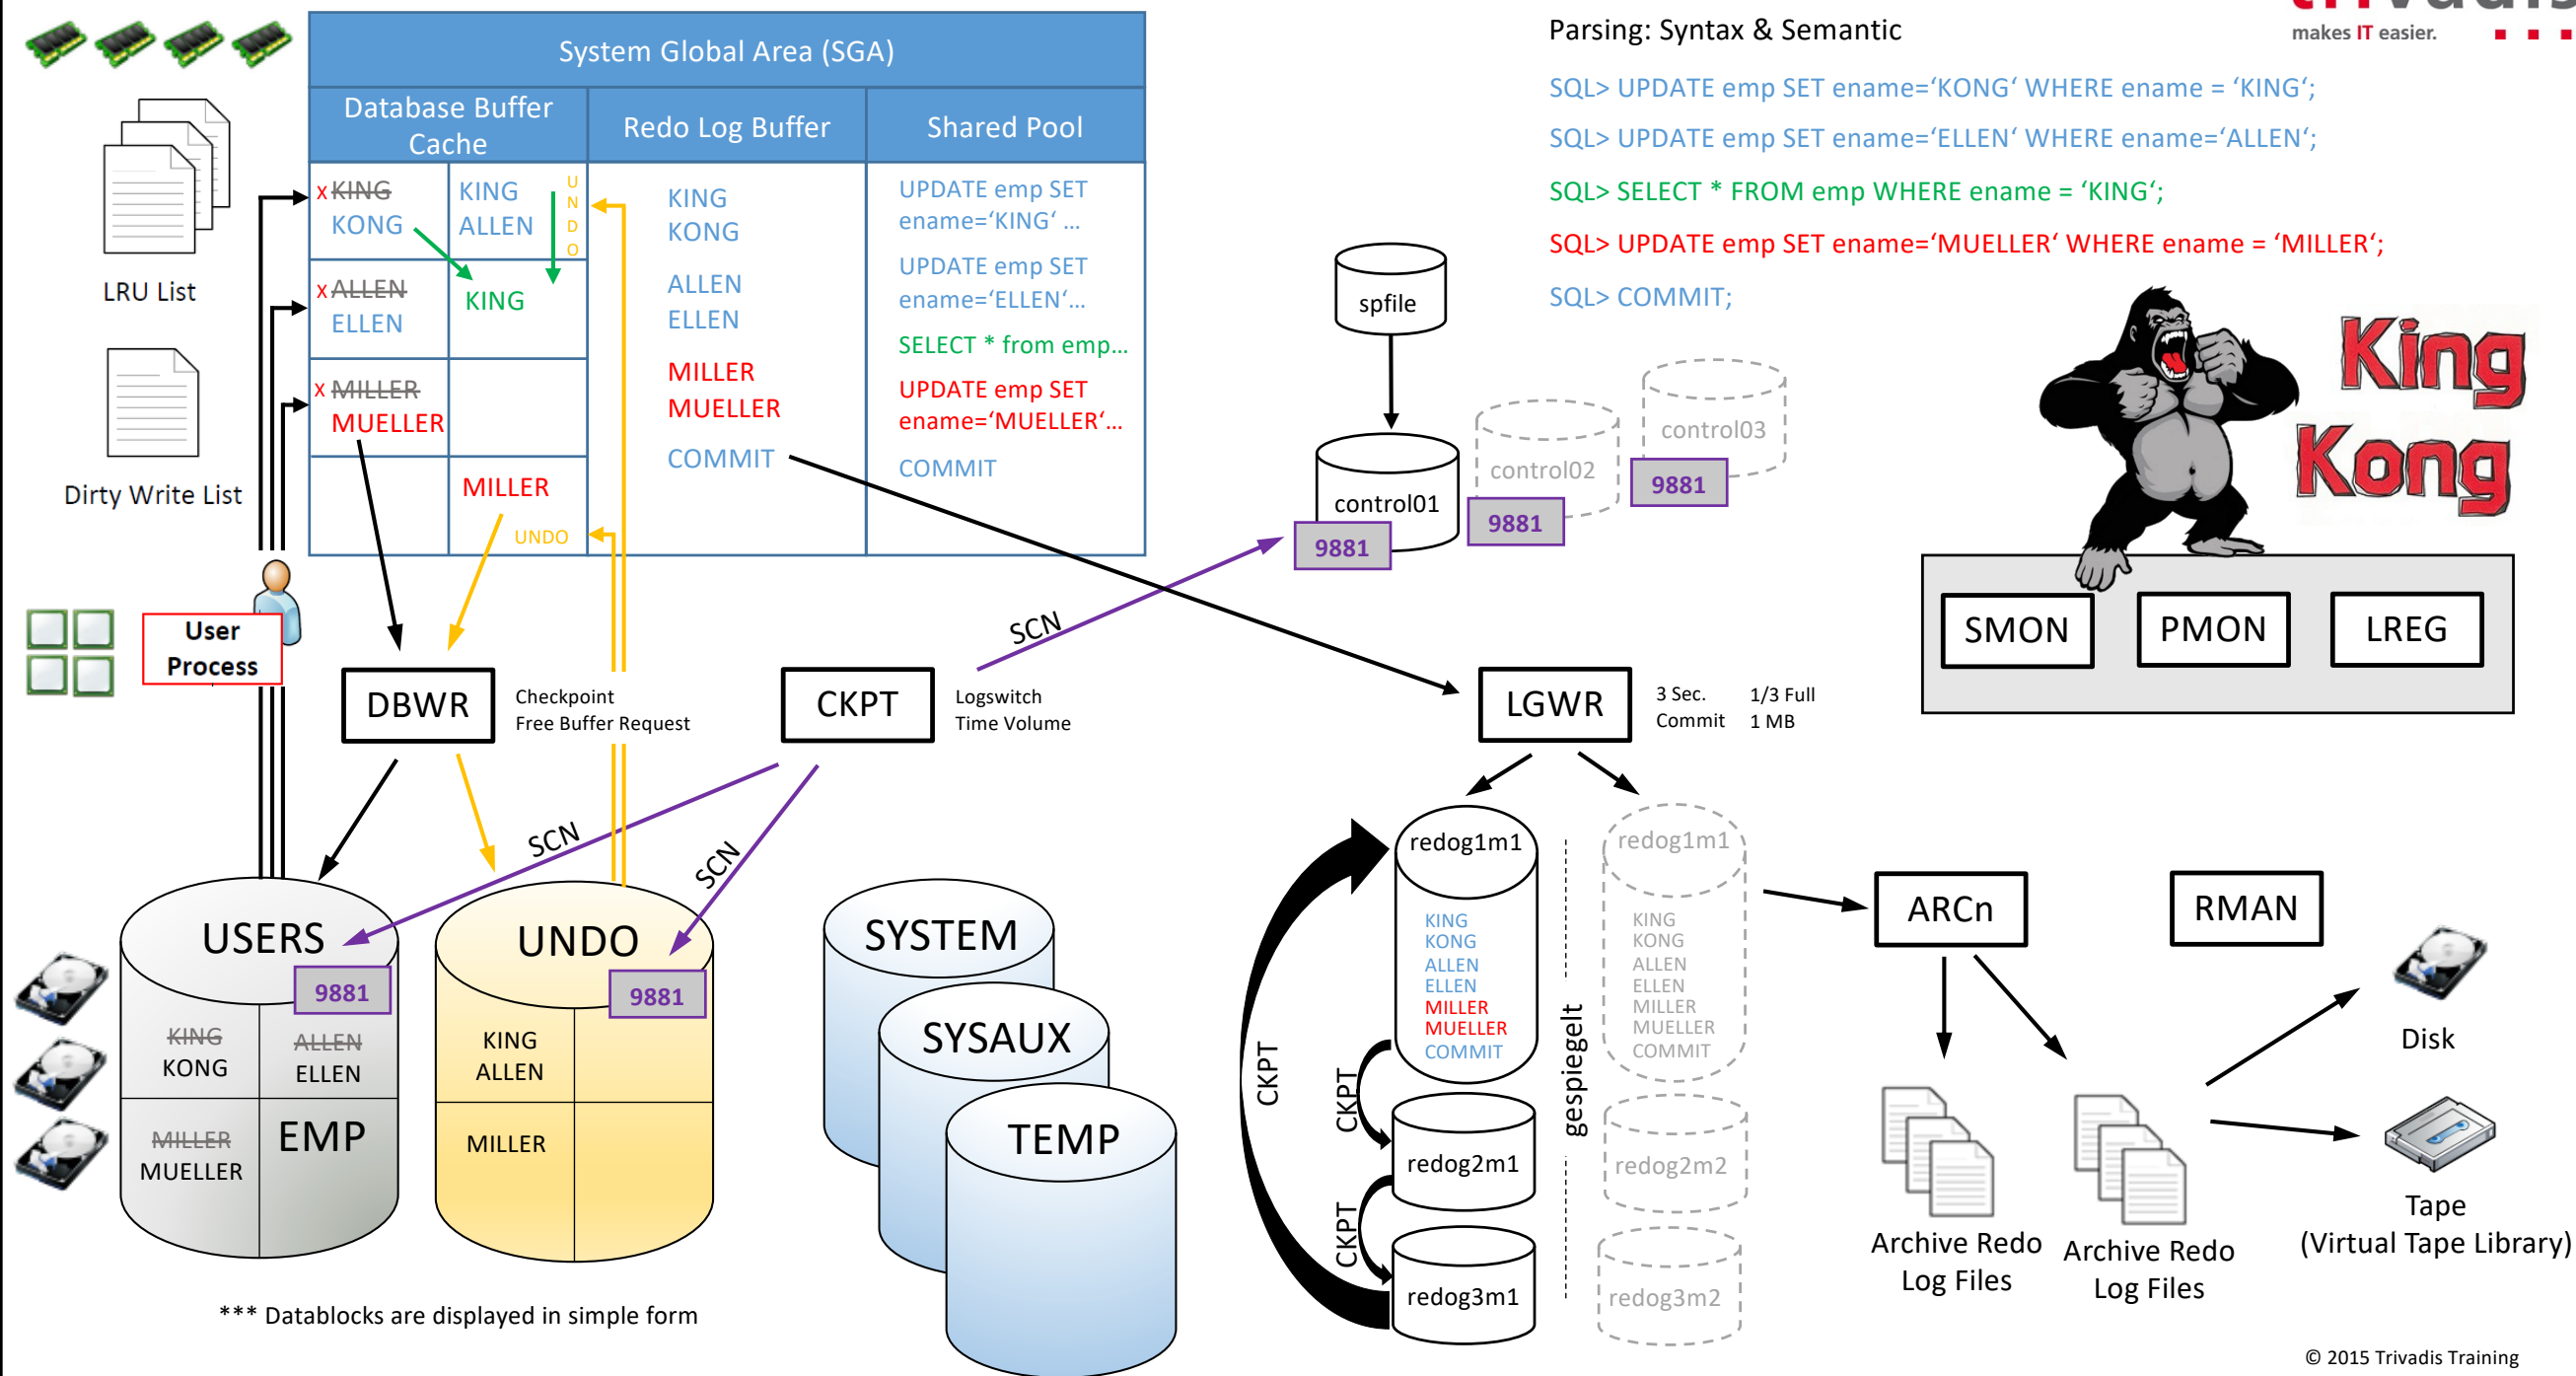 trivadis
makes IT easier.
System Global Area (SGA)
Database Buffer
Cache
Redo Log Buffer
Shared Pool
x KING
KONG
KING
ALLEN
U
N
D
O
x ALLEN
ELLEN
KING
x MILLER
MUELLER
MILLER
UNDO
KING
KONG
ALLEN
ELLEN
MILLER
MUELLER
COMMIT
UPDATE emp SET
ename=‘KING‘ ...
UPDATE emp SET
ename=‘ELLEN‘...
SELECT * from emp...
UPDATE emp SET
ename=‘MUELLER‘...
COMMIT
LRU List
Dirty Write List
Parsing: Syntax & Semantic
SQL> UPDATE emp SET ename=‘KONG‘ WHERE ename = ‘KING‘;
SQL> UPDATE emp SET ename=‘ELLEN‘ WHERE ename=‘ALLEN‘;
SQL> SELECT * FROM emp WHERE ename = ‘KING‘;
SQL> UPDATE emp SET ename=‘MUELLER‘ WHERE ename = ‘MILLER‘;
SQL> COMMIT;
spfile
control01
9881
control02
9881
control03
9881
King
Kong
SMON
PMON
LREG
User
Process
DBWR
Checkpoint
Free Buffer Request
CKPT
Logswitch
Time Volume
SCN
SCN
SCN
LGWR
3 Sec. 1/3 Full
Commit 1 MB
USERS
9881
KING
KONG
ALLEN
ELLEN
MILLER
MUELLER
EMP
UNDO
9881
KING
ALLEN
MILLER
SYSTEM
SYSAUX
TEMP
redog1m1
KING
KONG
ALLEN
ELLEN
MILLER
MUELLER
COMMIT
CKPT
CKPT
CKPT
redog2m1
redog3m1
gespiegelt
redog1m1
KING
KONG
ALLEN
ELLEN
MILLER
MUELLER
COMMIT
redog2m2
redog3m2
ARCn
RMAN
Archive Redo
Log Files
Archive Redo
Log Files
Disk
Tape
(Virtual Tape Library)
*** Datablocks are displayed in simple form
© 2015 Trivadis Training